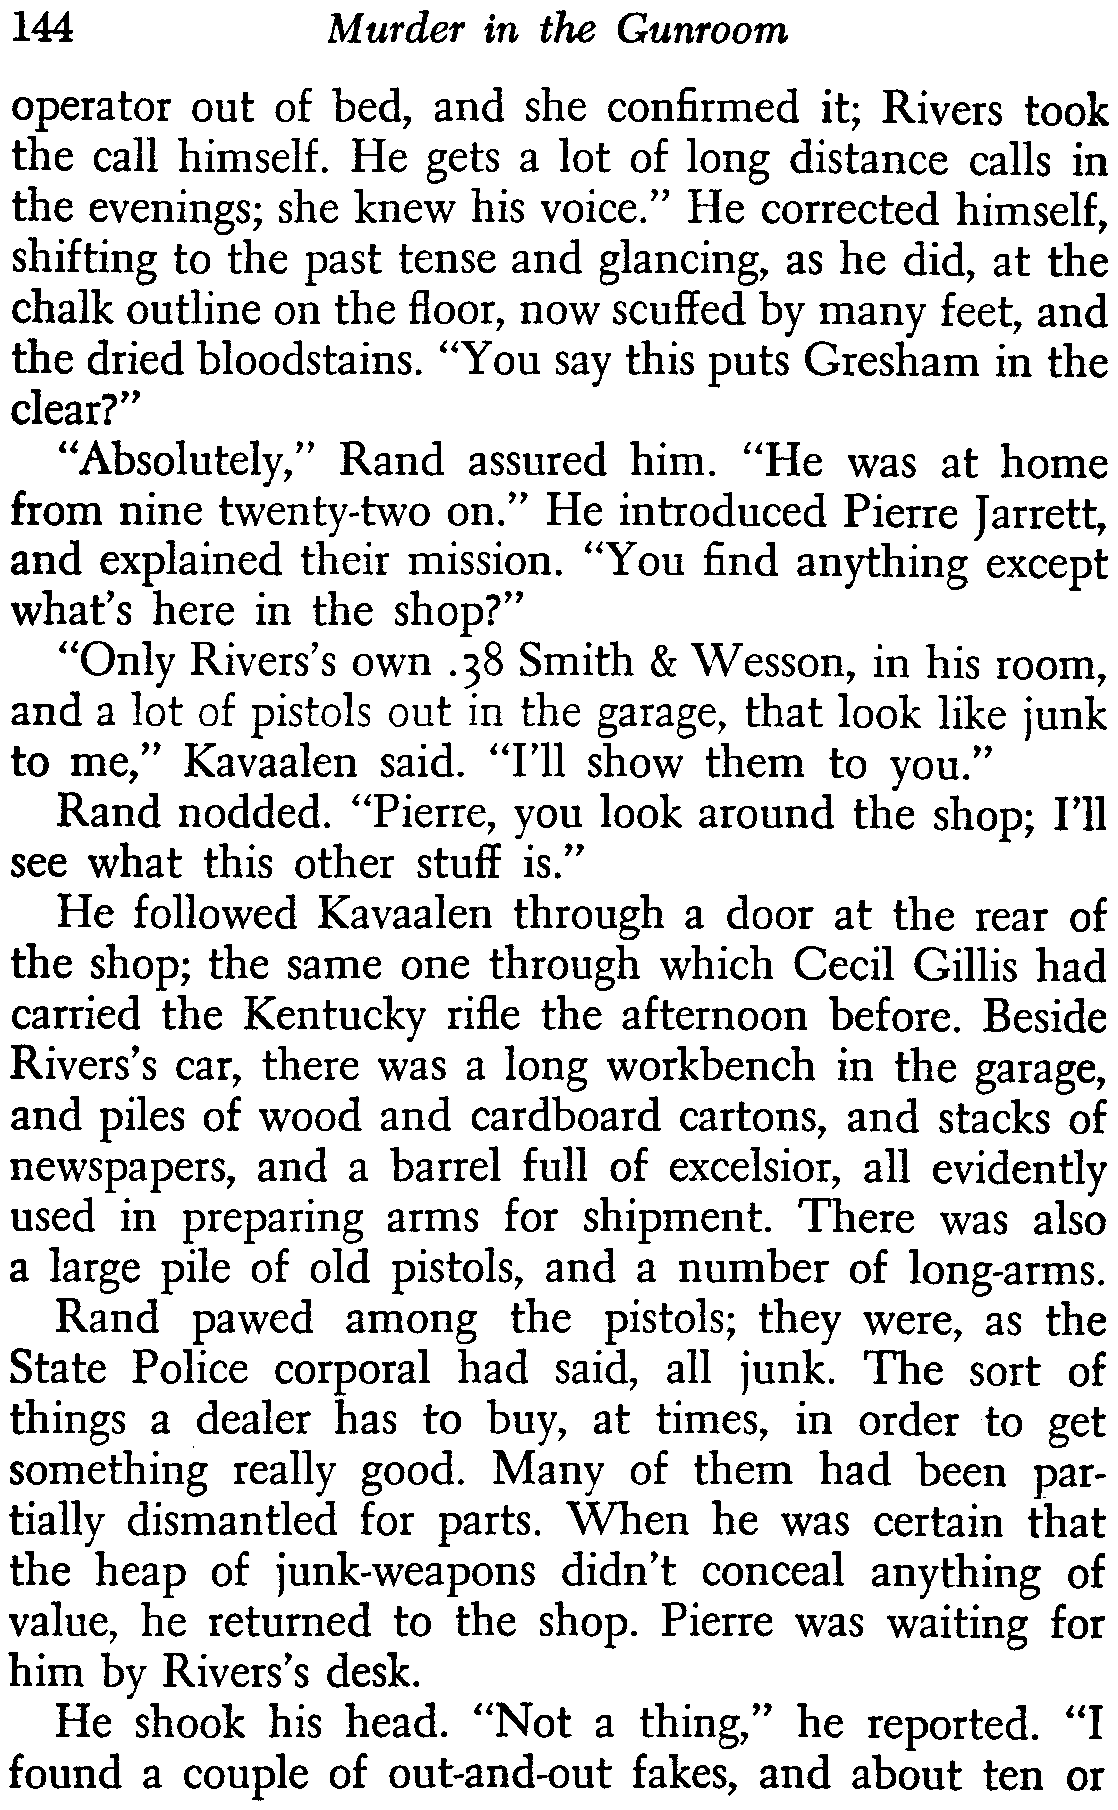 144 Murder in the Gunroom
operator out of bed, and she confirmed it; Rivers took
the call himself. He gets a lot of long distance calls in
the evenings; she knew his voice.” He corrected himself,
shifting to the past tense and glancing, as he did, at the
chalk outline on the floor, now scuffed by many feet, and
the dried bloodstains. “You say this puts Gresham in the
clear?”
“Absolutely,” Rand assured him. “He was at home
from nine twenty-two on.” He introduced Pierre Jarrett,
and explained their mission. “You find anything except
what’s here in the shop?”
“Only Rivers’s own .38 Smith & Wesson, in his room,
and a lot of pistols out in the garage, that look like junk
to me,” Kavaalen said. “I’ll show them to you.”
Rand nodded. “Pierre, you look around the shop; I’ll
see what this other stuff is.”
He followed Kavaalen through a door at the rear of
the shop; the same one through which Cecil Gillis had
carried the Kentucky rifle the afternoon before. Beside
Rivers’s car, there was a long workbench in the garage,
and piles of wood and cardboard cartons, and stacks of
newspapers, and a barrel full of excelsior, all evidently
used in preparing arms for shipment. There was also
a large pile of old pistols, and a number of long-arms.
Rand pawed among the pistols; they were, as the
State Police corporal had said, all junk. The sort of
things a dealer has to buy, at times, in order to get
something really good. Many of them had been par-
tially dismantled for parts. When he was certain that
the heap of junk-weapons didn’t conceal anything of
value, he returned to the shop. Pierre was waiting for
him by Rivers’s desk.
He shook his head. “Not a thing,” he reported. “I
found a couple of out-and-out fakes, and about ten or